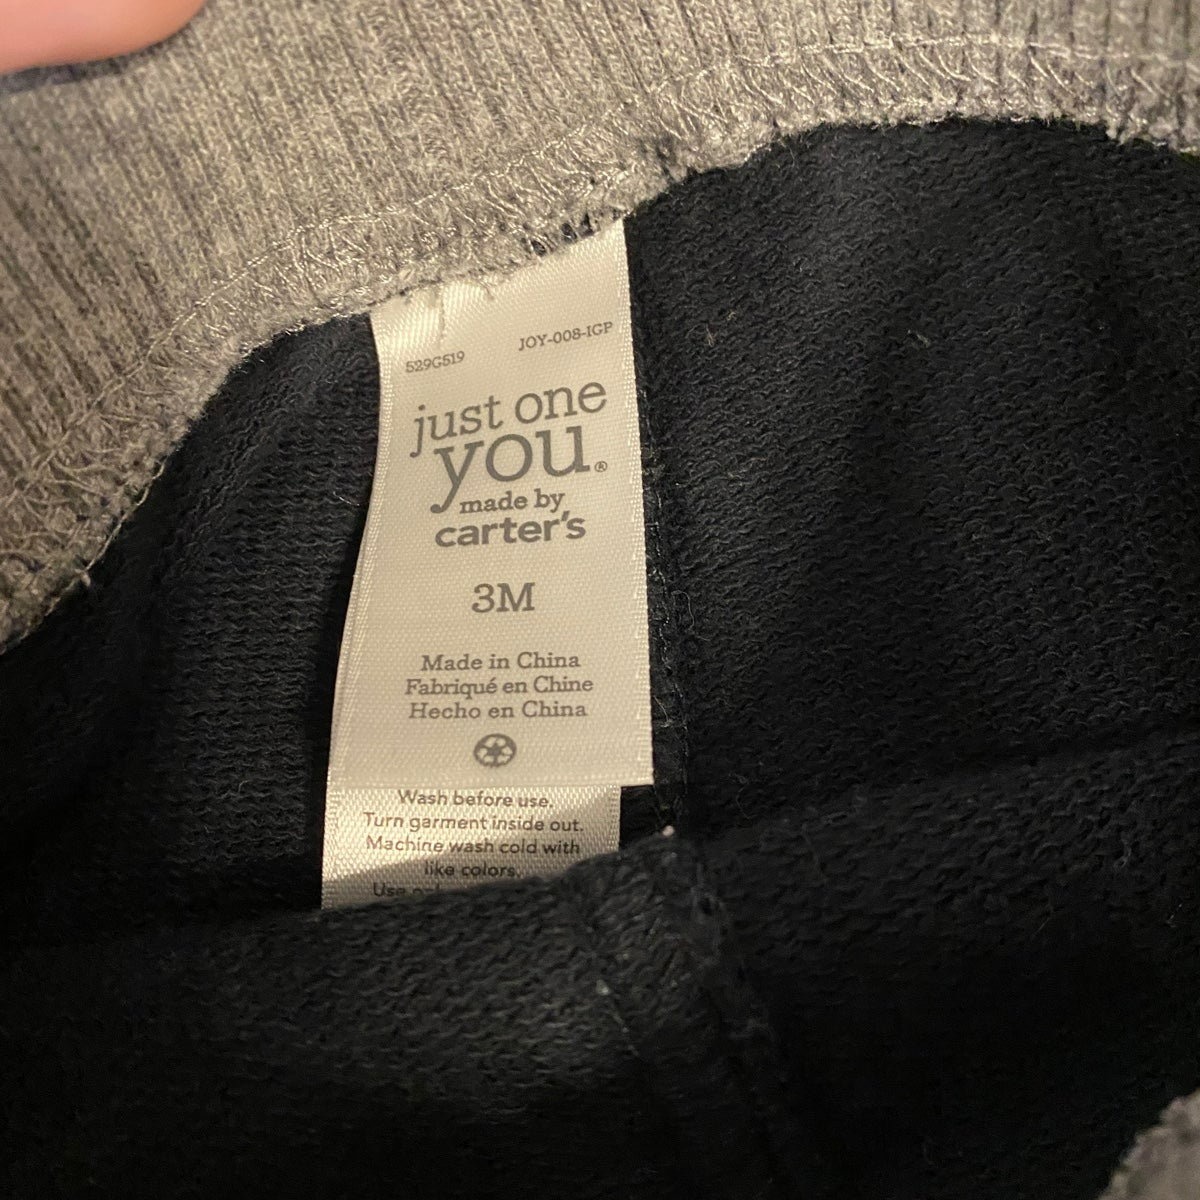 529G519 JOY-008-IGP
just one
you®
made by
carter's
3M
Made in China
Fabriqué en Chine
Hecho en China
Wash before use.
Turn garment inside out.
Machine wash cold with
like colors.
Use